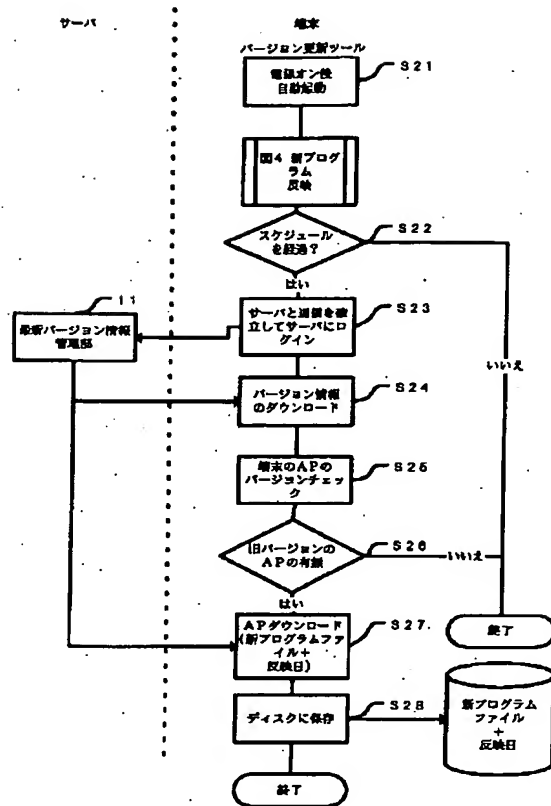 サーバ
端末
バージョン更新ツール
電源オン後
自動起動
S21
図4 新プログ
ラム
反映
スケジュール
を経過?
S22
はい
いいえ
11
最新バージョン情報
管理部
サーバと通信を確
立してサーバにロ
グイン
S23
バージョン情報
のダウンロード
S24
端末のAPの
バージョンチェッ
ク
S25
旧バージョンの
APの有無
S26
いいえ
はい
終了
APダウンロード
(新プログラムファ
イル+
反映日)
S27
ディスクに保存
S28
新プログラム
ファイル
+
反映日
終了